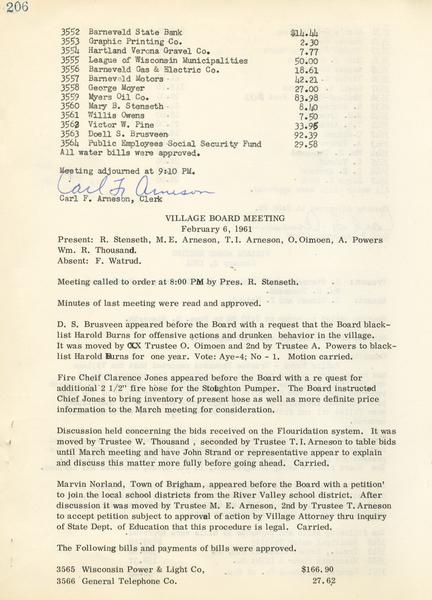 206
3552 Barneveld State Bank $14.44
3553 Graphic Printing Co. 2.30
3554 Hartland Verona Gravel Co. 7.77
3555 League of Wisconsin Municipalities 50.00
3556 Barneveld Gas & Electric Co. 18.61
3557 Barneveld Motors 42.21
3558 George Moyer 27.00
3559 Myers Oil Co. 83.98
3560 Mary B. Stenseth 8.40
3561 Willis Owens 7.50
3562 Victor W. Pine 33.95
3563 Doell S. Brusveen 92.39
3564 Public Employees Social Security Fund 29.58
All water bills were approved.
Meeting adjourned at 9:10 PM.
Carl F. Arneson
Carl F. Arneson, Clerk
VILLAGE BOARD MEETING
February 6, 1961
Present: R. Stenseth, M.E. Arneson, T.I. Arneson, O. Oimoen, A. Powers
Wm. R. Thousand.
Absent: F. Watrud.
Meeting called to order at 8:00 PM by Pres. R. Stenseth.
Minutes of last meeting were read and approved.
D. S. Brusveen appeared before the Board with a request that the Board black-
list Harold Burns for offensive actions and drunken behavior in the village.
It was moved by Trustee O. Oimoen and 2nd by Trustee A. Powers to black-
list Harold Burns for one year. Vote: Aye-4; No - 1. Motion carried.
Fire Cheif Clarence Jones appeared before the Board with a re quest for
additional 2 1/2" fire hose for the Stoughton Pumper. The Board instructed
Chief Jones to bring inventory of present hose as well as more definite price
information to the March meeting for consideration.
Discussion held concerning the bids received on the Flouridation system. It was
moved by Trustee W. Thousand , seconded by Trustee T.I. Arneson to table bids
until March meeting and have John Strand or representative appear to explain
and discuss this matter more fully before going ahead. Carried.
Marvin Norland, Town of Brigham, appeared before the Board with a petition'
to join the local school districts from the River Valley school district. After
discussion it was moved by Trustee M. E. Arneson, 2nd by Trustee T. Arneson
to accept petition subject to approval of action by Village Attorney thru inquiry
of State Dept. of Education that this procedure is legal. Carried.
The Following bills and payments of bills were approved.
3565 Wisconsin Power & Light Co, $166.90
3566 General Telephone Co. 27.62